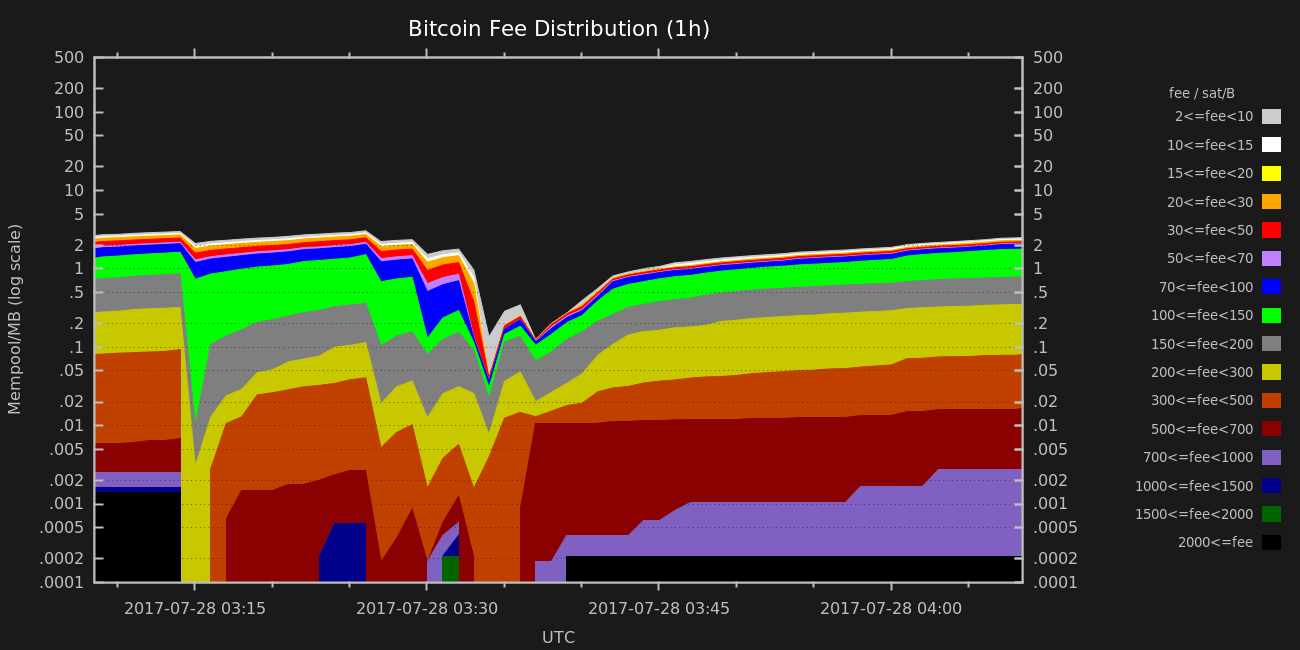 Bitcoin Fee Distribution (1h)
Mempool/MB (log scale)
500
200
100
50
20
10
5
2
1
.5
.2
.1
.05
.02
.01
.005
.002
.001
.0005
.0002
.0001
500
200
100
50
20
10
5
2
1
.5
.2
.1
.05
.02
.01
.005
.002
.001
.0005
.0002
.0001
2017-07-28 03:15 2017-07-28 03:30 2017-07-28 03:45 2017-07-28 04:00
UTC
fee / sat/B
2<=fee<10
10<=fee<15
15<=fee<20
20<=fee<30
30<=fee<50
50<=fee<70
70<=fee<100
100<=fee<150
150<=fee<200
200<=fee<300
300<=fee<500
500<=fee<700
700<=fee<1000
1000<=fee<1500
1500<=fee<2000
2000<=fee